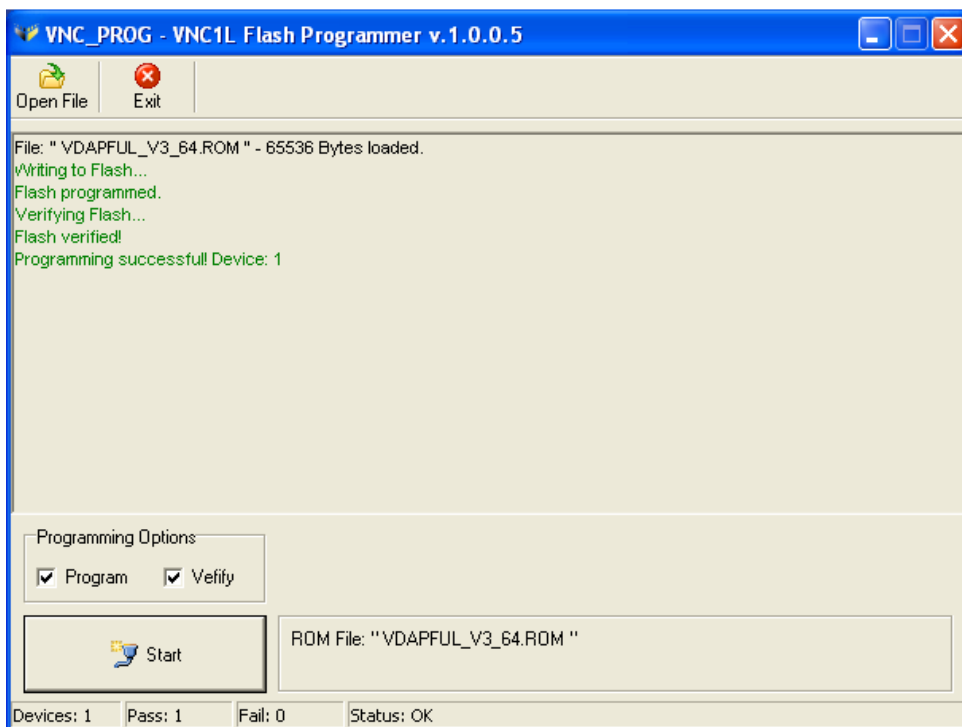 VNC_PROG - VNC1L Flash Programmer v.1.0.0.5
Open File Exit
File: " VDAPFUL_V3_64.ROM " - 65536 Bytes loaded.
Writing to Flash...
Flash programmed.
Verifying Flash...
Flash verified!
Programming successful! Device: 1
Programming Options
Program Vefify
Start
ROM File: " VDAPFUL_V3_64.ROM "
Devices: 1 Pass: 1 Fail: 0 Status: OK